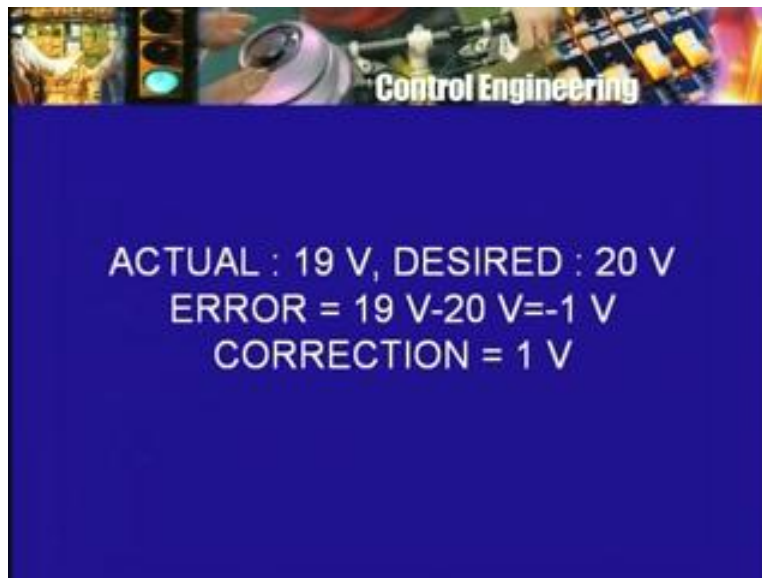 Control Engineering
ACTUAL : 19 V, DESIRED : 20 V
ERROR = 19 V-20 V=-1 V
CORRECTION = 1 V